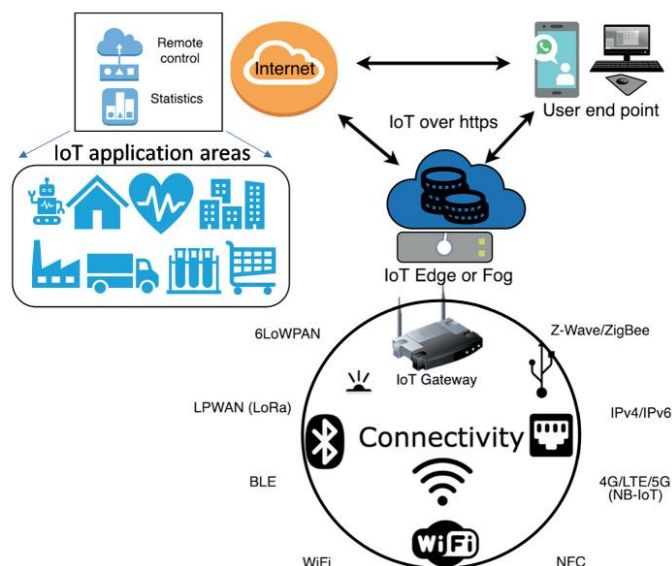 Remote
control
Statistics
Internet
User end point
IoT over https
IoT application areas
IoT Edge or Fog
6LoWPAN
Z-Wave/ZigBee
IoT Gateway
LPWAN (LoRa)
IPv4/IPv6
Connectivity
BLE
4G/LTE/5G
(NB-IoT)
WiFi
WiFi
NFC